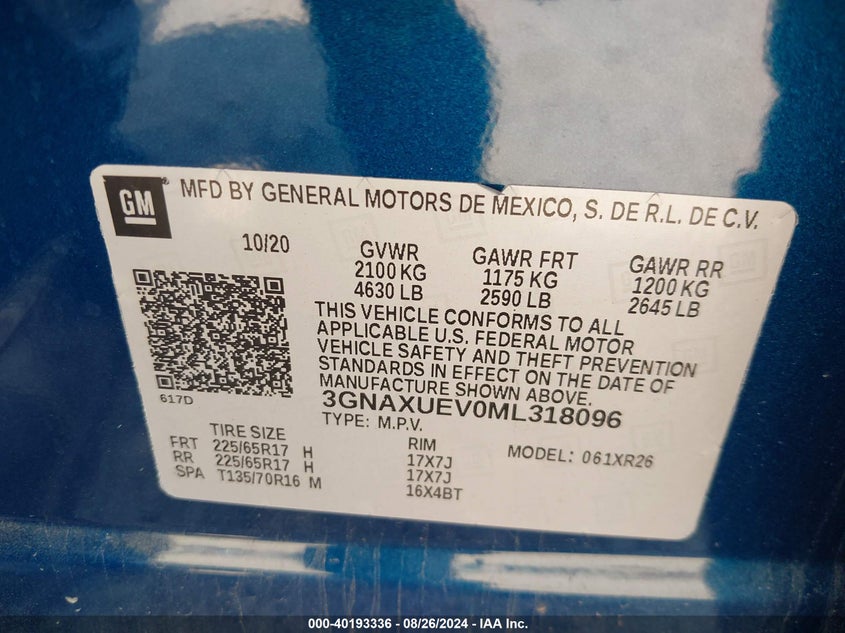 GM
MFD BY GENERAL MOTORS DE MEXICO, S. DE R.L. DE C.V.
10/20
GVWR GAWR FRT GAWR RR
2100 KG 1175 KG 1200 KG
4630 LB 2590 LB 2645 LB
THIS VEHICLE CONFORMS TO ALL
APPLICABLE U.S. FEDERAL MOTOR
VEHICLE SAFETY AND THEFT PREVENTION
STANDARDS IN EFFECT ON THE DATE OF
MANUFACTURE SHOWN ABOVE.
617D
3GNAXUEV0ML318096
TYPE: M.P.V.
TIRE SIZE RIM MODEL: 061XR26
FRT 225/65R17 H 17X7J
RR 225/65R17 H 17X7J
SPA T135/70R16 M 16X4BT
000-40193336 - 08/26/2024 - IAA Inc.